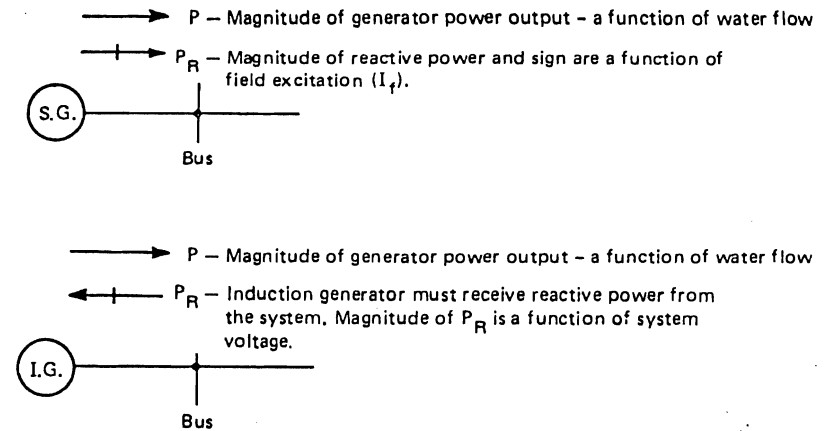 P – Magnitude of generator power output – a function of water flow
P_R – Magnitude of reactive power and sign are a function of
field excitation (I_f).
S.G.
Bus
P – Magnitude of generator power output – a function of water flow
P_R – Induction generator must receive reactive power from
the system. Magnitude of P_R is a function of system
voltage.
I.G.
Bus